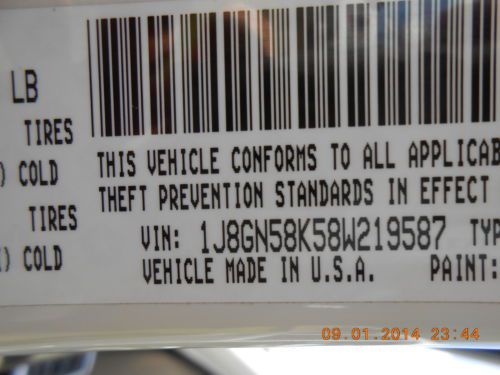 LB
TIRES
) COLD
THIS VEHICLE CONFORMS TO ALL APPLICAB
THEFT PREVENTION STANDARDS IN EFFECT
TIRES
VIN: 1J8GN58K58W219587 TYP
) COLD
VEHICLE MADE IN U.S.A. PAINT:
09.01.2014 23:44